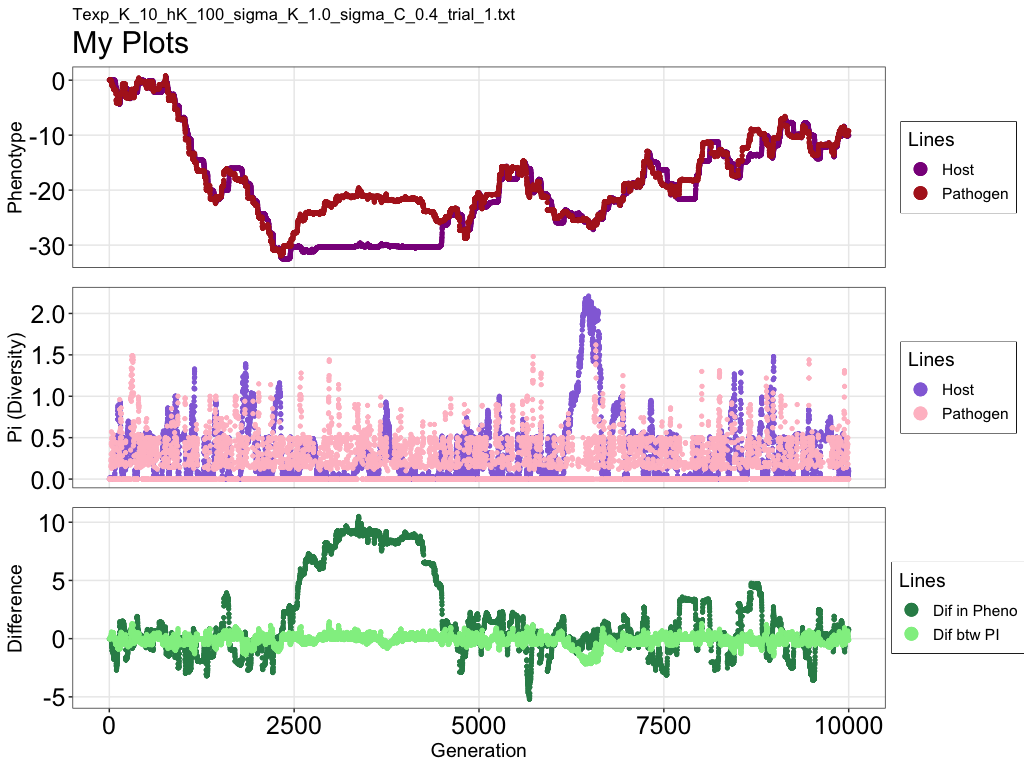 Texp_K_10_hK_100_sigma_K_1.0_sigma_C_0.4_trial_1.txt
My Plots
Phenotype
0
-10
-20
-30
Lines
Host
Pathogen
Pi (Diversity)
2.0
1.5
1.0
0.5
0.0
Lines
Host
Pathogen
Difference
10
5
0
-5
Lines
Dif in Pheno
Dif btw PI
0 2500 5000 7500 10000
Generation